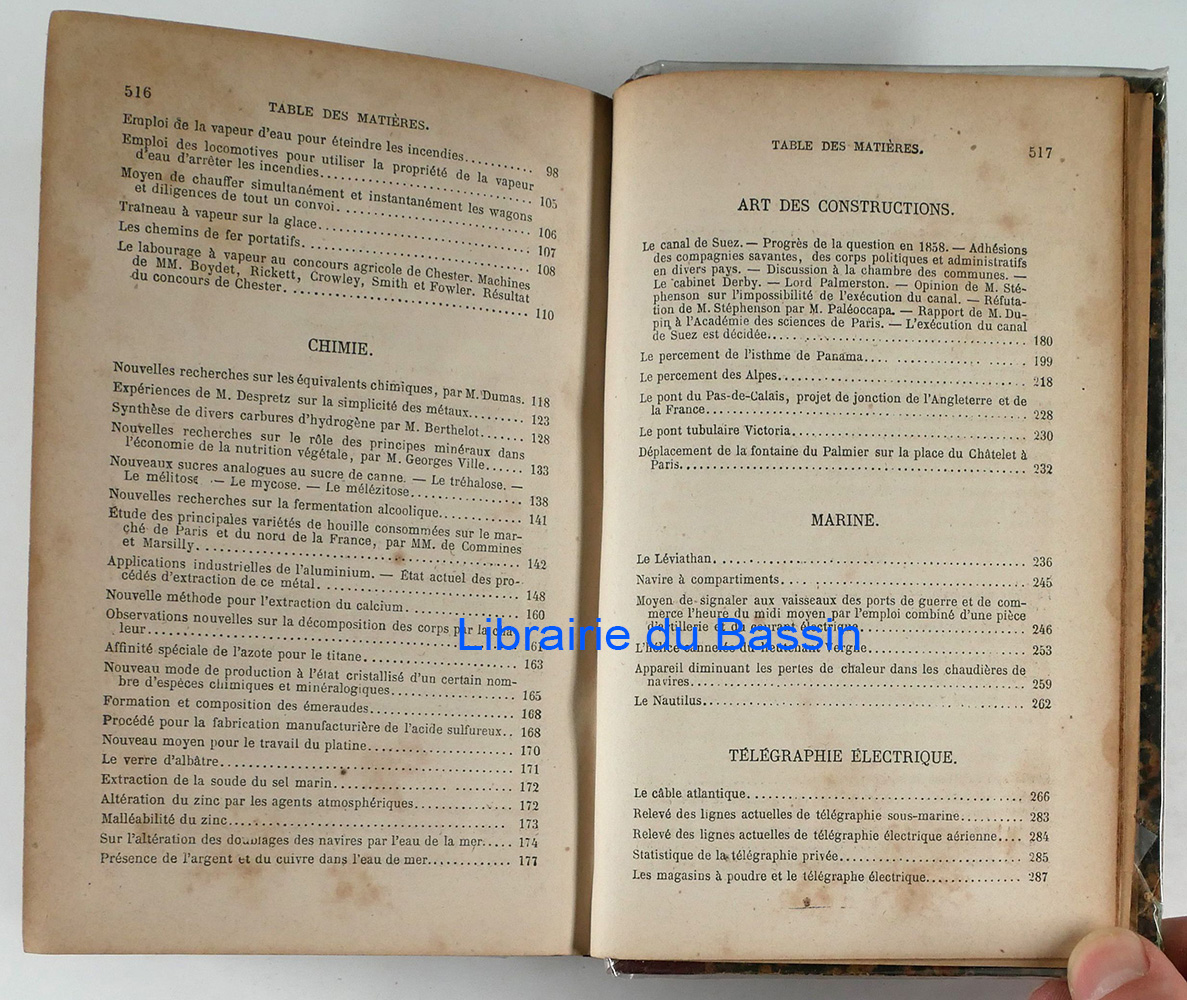 516
TABLE DES MATIÈRES.
Emploi de la vapeur d'eau pour éteindre les incendies.......... 98
Emploi des locomotives pour utiliser la propriété de la vapeur
d'eau d'arrêter les incendies.............................. 105
Moyen de chauffer simultanément et instantanément les wagons
et diligences de tout un convoi........................... 106
Traîneau à vapeur sur la glace.............................. 107
Les chemins de fer portatifs................................ 108
Le labourage à vapeur au concours agricole de Chester. Machines
de MM. Boydet, Rickett, Crowley, Smith et Fowler. Résultat
du concours de Chester.................................... 110
CHIMIE.
Nouvelles recherches sur les équivalents chimiques, par M. Dumas. 118
Expériences de M. Despretz sur la simplicité des métaux........ 123
Synthèse de divers carbures d'hydrogène par M. Berthelot....... 128
Nouvelles recherches sur le rôle des principes minéraux dans
l'économie de la nutrition végétale, par M. Georges Ville...... 133
Nouveaux sucres analogues au sucre de canne. — Le tréhalose. —
Le mélitose — Le mycose. — Le mélézitose................ 138
Nouvelles recherches sur la fermentation alcoolique............ 141
Étude des principales variétés de houille consommées sur le mar-
ché de Paris et du nord de la France, par MM. de Commines
et Marsilly............................................... 142
Applications industrielles de l'aluminium. — État actuel des pro-
cédés d'extraction de ce métal............................ 148
Nouvelle méthode pour l'extraction du calcium................ 160
Observations nouvelles sur la décomposition des corps par la cha-
leur...................................................... 161
Affinité spéciale de l'azote pour le titane.................... 163
Nouveau mode de production à l'état cristallisé d'un certain nom-
bre d'espèces chimiques et minéralogiques.................. 165
Formation et composition des émeraudes...................... 168
Procédé pour la fabrication manufacturière de l'acide sulfureux.. 168
Nouveau moyen pour le travail du platine.................... 170
Le verre d'albâtre........................................... 171
Extraction de la soude du sel marin.......................... 172
Altération du zinc par les agents atmosphériques.............. 172
Malléabilité du zinc......................................... 173
Sur l'altération des doublages des navires par l'eau de la mer..... 174
Présence de l'argent et du cuivre dans l'eau de mer............ 177
TABLE DES MATIÈRES.
517
ART DES CONSTRUCTIONS.
Le canal de Suez. — Progrès de la question en 1858. — Adhésions
des compagnies savantes, des corps politiques et administratifs
en divers pays. — Discussion à la chambre des communes. —
Le cabinet Derby. — Lord Palmerston. — Opinion de M. Sté-
phenson sur l'impossibilité de l'exécution du canal. — Réfuta-
tion de M. Stéphenson par M. Paléoccapa. — Rapport de M. Du-
pin à l'Académie des sciences de Paris. — L'exécution du canal
de Suez est décidée....................................... 180
Le percement de l'isthme de Panama........................ 199
Le percement des Alpes..................................... 218
Le pont du Pas-de-Calais, projet de jonction de l'Angleterre et de
la France................................................. 228
Le pont tubulaire Victoria................................... 230
Déplacement de la fontaine du Palmier sur la place du Châtelet à
Paris..................................................... 232
MARINE.
Le Léviathan............................................... 236
Navire à compartiments..................................... 245
Moyen de signaler aux vaisseaux des ports de guerre et de com-
merce l'heure du midi moyen par l'emploi combiné d'une pièce
d'artillerie et du courant électrique......................... 246
L'hélice cannelée du lieutenant Vergne....................... 253
Appareil diminuant les pertes de chaleur dans les chaudières de
navires................................................... 259
Le Nautilus................................................. 262
TÉLÉGRAPHIE ÉLECTRIQUE.
Le câble atlantique.......................................... 266
Relevé des lignes actuelles de télégraphie sous-marine.......... 283
Relevé des lignes actuelles de télégraphie électrique aérienne.... 284
Statistique de la télégraphie privée........................... 285
Les magasins à poudre et le télégraphe électrique.............. 287
Librairie du Bassin